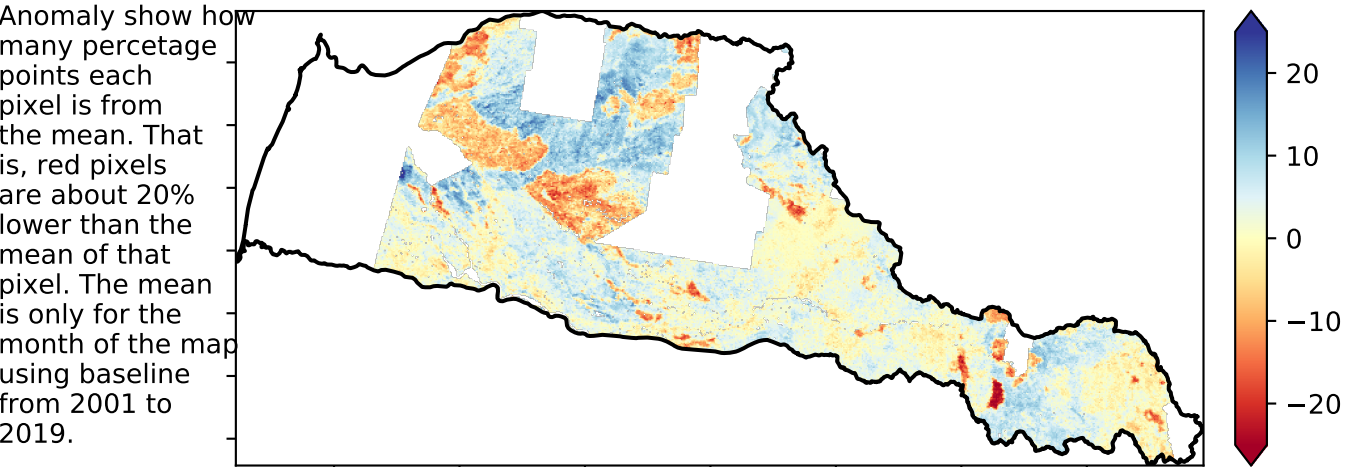 Anomaly show how
many percetage
points each
pixel is from
the mean. That
is, red pixels
are about 20%
lower than the
mean of that
pixel. The mean
is only for the
month of the map
using baseline
from 2001 to
2019.
20
10
0
−10
−20